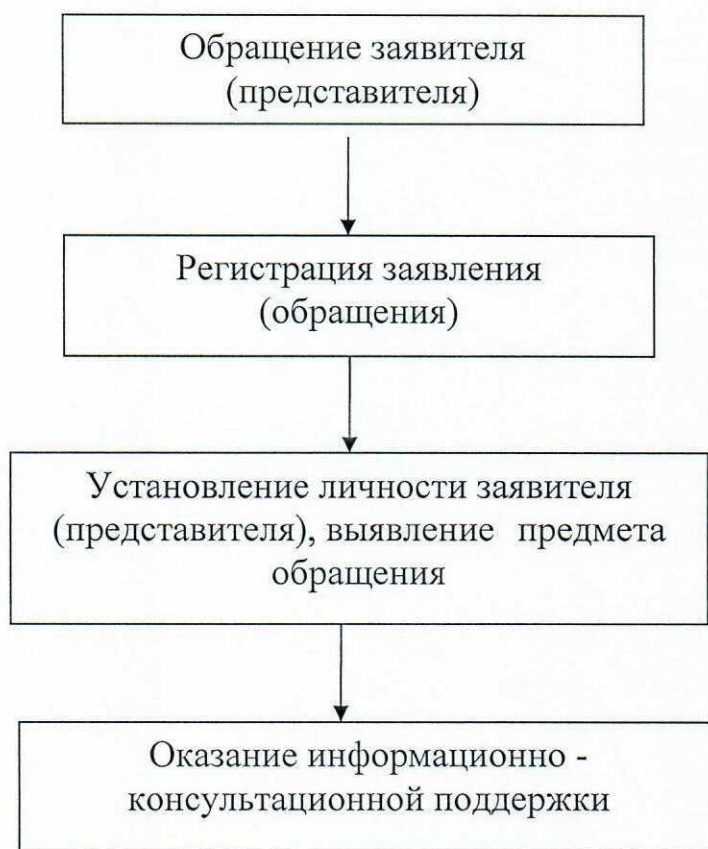 Обращение заявителя
(представителя)
Регистрация заявления
(обращения)
Установление личности заявителя
(представителя), выявление предмета
обращения
Оказание информационно -
консультационной поддержки